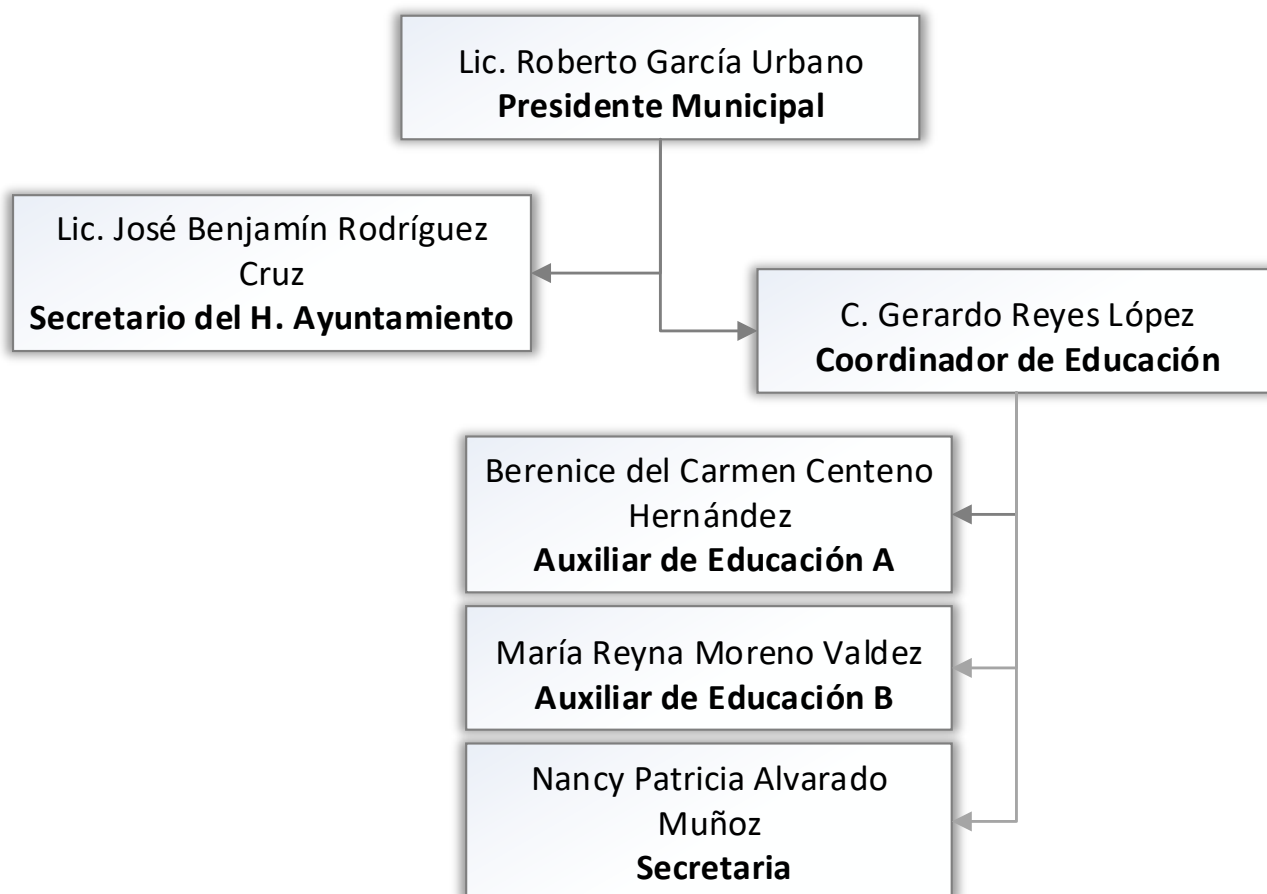 Lic. Roberto García Urbano
Presidente Municipal
Lic. José Benjamín Rodríguez
Cruz
Secretario del H. Ayuntamiento
C. Gerardo Reyes López
Coordinador de Educación
Berenice del Carmen Centeno
Hernández
Auxiliar de Educación A
María Reyna Moreno Valdez
Auxiliar de Educación B
Nancy Patricia Alvarado
Muñoz
Secretaria